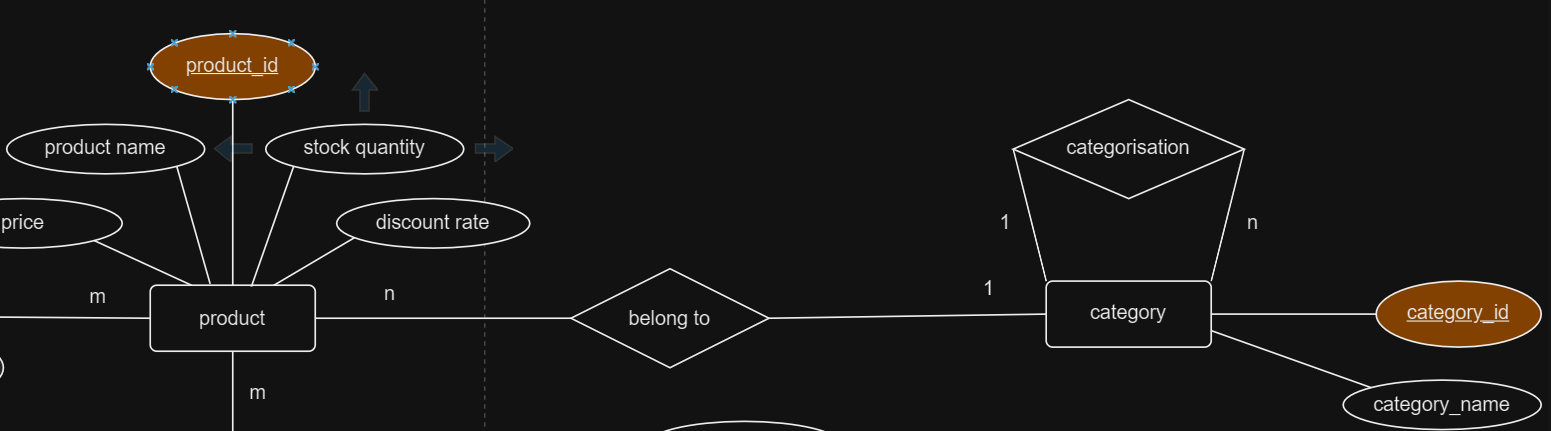 product_id
product name
stock quantity
categorisation
price
discount rate
1
n
m
n
1
product
belong to
category
category_id
m
category_name